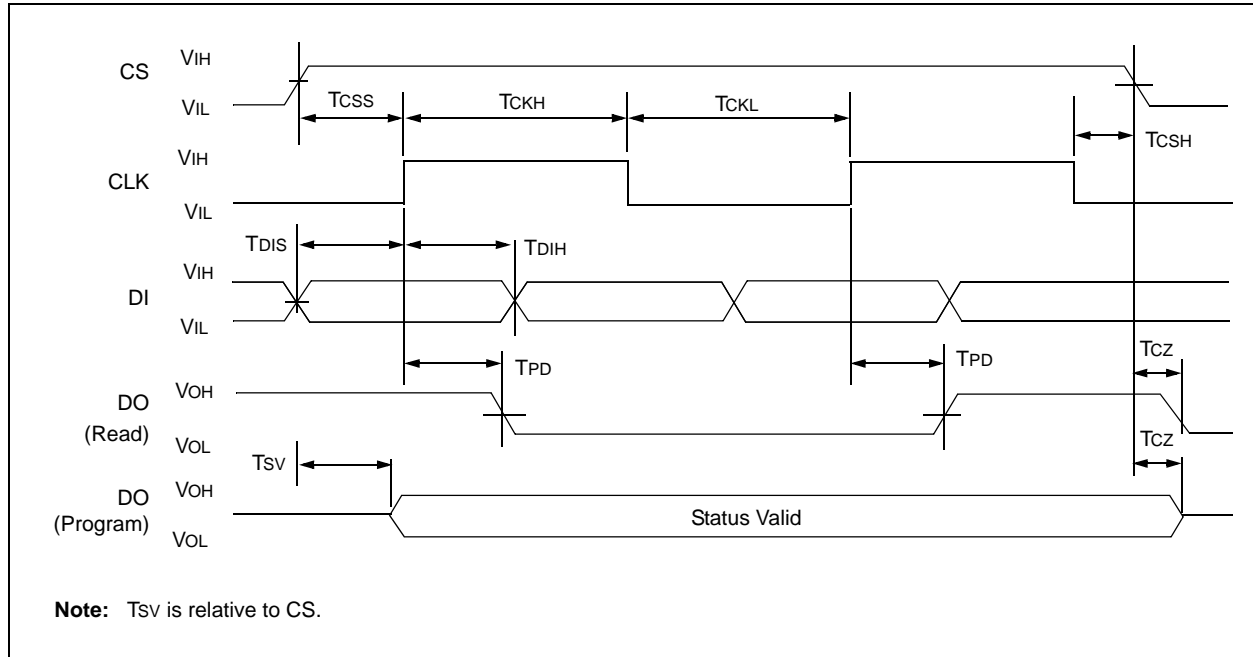 CS
VIH
VIL
TCSS
TCKH
TCKL
TCSH
CLK
VIH
VIL
TDIS
TDIH
DI
VIH
VIL
TPD
TPD
TCZ
DO
(Read)
VOH
VOL
TCZ
TSV
DO
(Program)
VOH
VOL
Status Valid
Note: TSV is relative to CS.